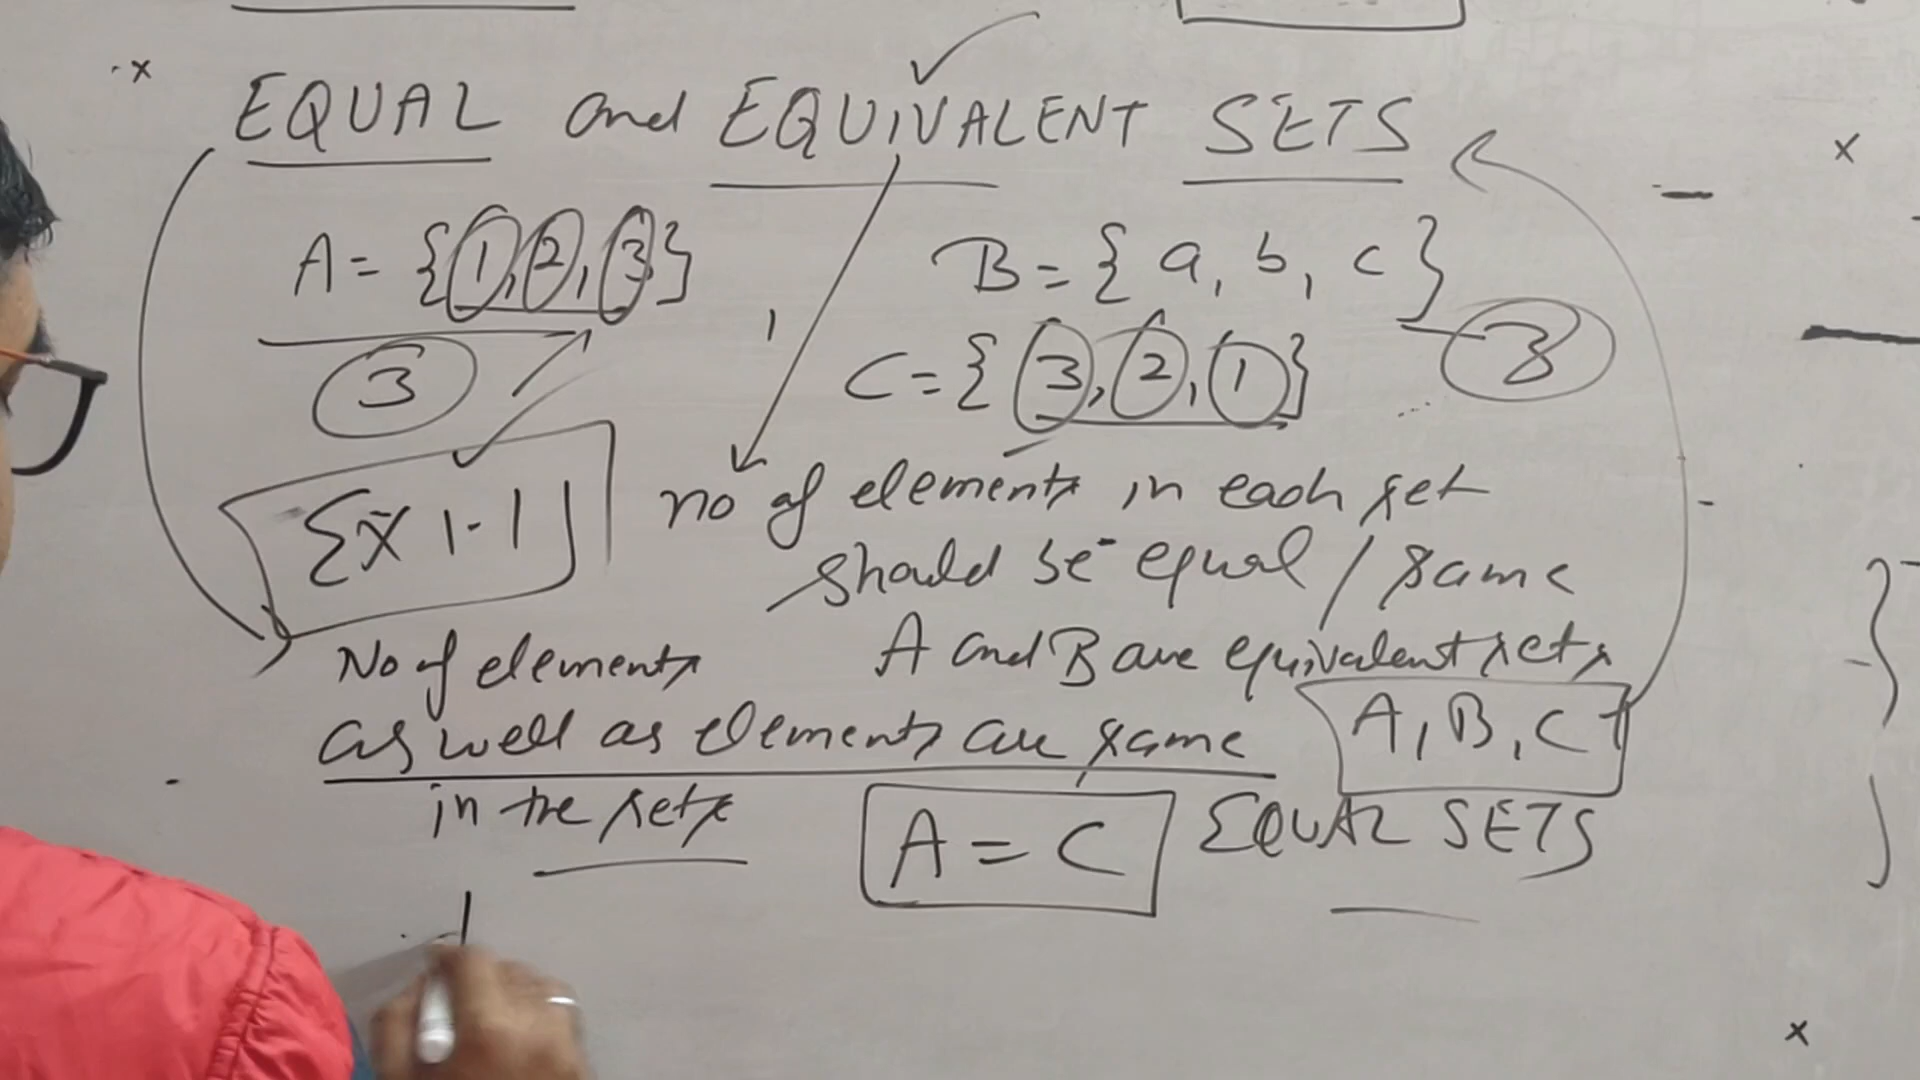 EQUAL and EQUIVALENT SETS
A = {1, 2, 3} , B = {a, b, c}
3 C = {3, 2, 1} 3
no of elements in each set
should be equal / same
No of elements A and B are equivalent sets
as well as elements are same A, B, C
in the sets A = C EQUAL SETS